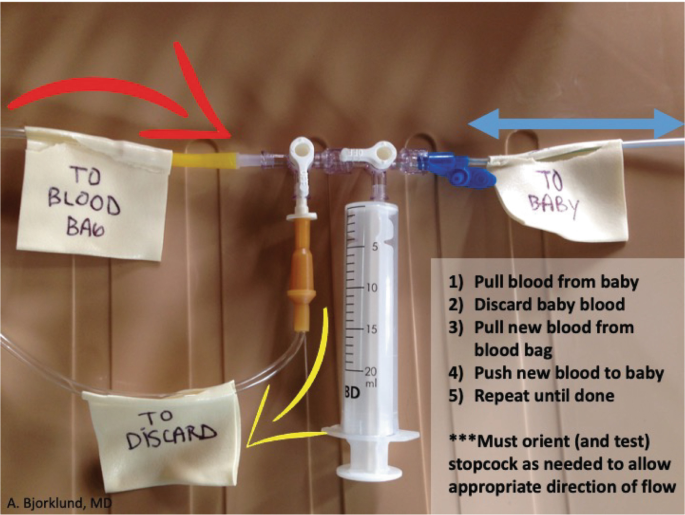 TO
BLOOD
BAG
TO
BABY
5
10
15
20
ml
BD
TO
DISCARD
1) Pull blood from baby
2) Discard baby blood
3) Pull new blood from
blood bag
4) Push new blood to baby
5) Repeat until done
***Must orient (and test)
stopcock as needed to allow
appropriate direction of flow
A. Bjorklund, MD